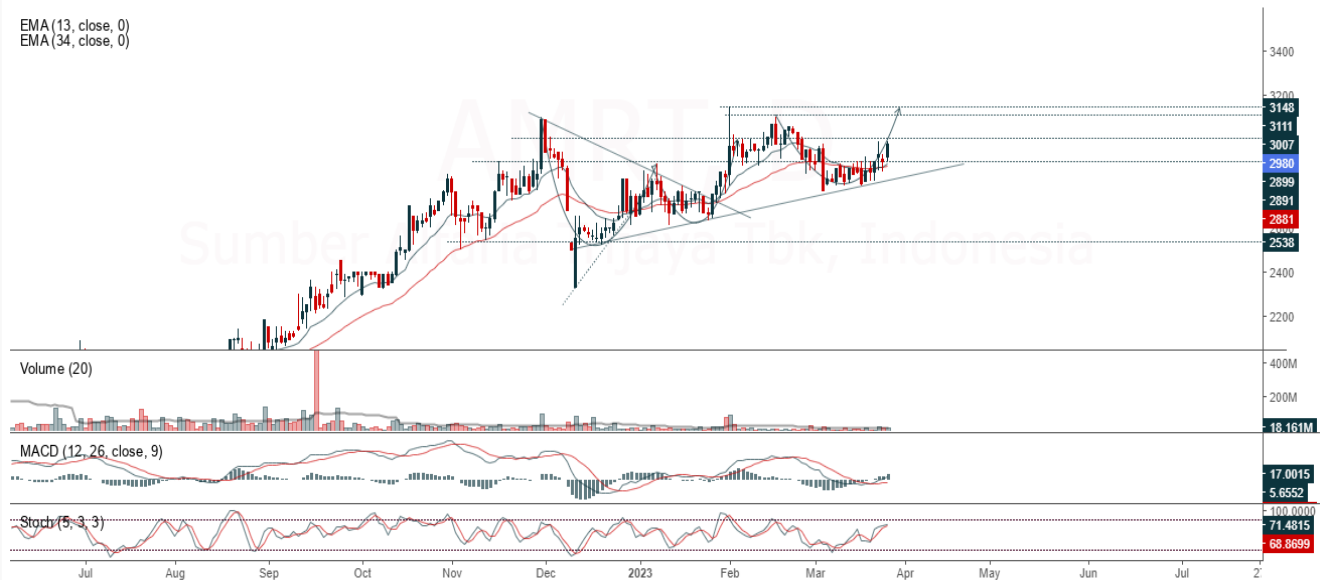 EMA (13, close, 0)
EMA (34, close, 0)
AMRT, D
Sumber Alfaria Trijaya Tbk, Indonesia
3400
3200
3148
3111
3007
2980
2899
2891
2881
2538
2400
2200
Volume (20)
400M
200M
18.161M
MACD (12, 26, close, 9)
17.0015
5.6552
Stoch (5, 3, 3)
100.0000
71.4815
68.8699
Jul Aug Sep Oct Nov Dec 2023 Feb Mar Apr May Jun Jul